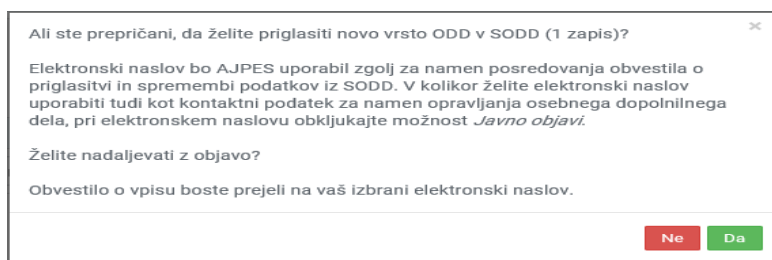 Ali ste prepričani, da želite priglasiti novo vrsto ODD v SODD (1 zapis)?
×
Elektronski naslov bo AJPES uporabil zgolj za namen posredovanja obvestila o
priglasitvi in spremembi podatkov iz SODD. V kolikor želite elektronski naslov
uporabiti tudi kot kontaktni podatek za namen opravljanja osebnega dopolnilnega
dela, pri elektronskem naslovu obkljukajte možnost Javno objavi.
Želite nadaljevati z objavo?
Obvestilo o vpisu boste prejeli na vaš izbrani elektronski naslov.
Ne Da